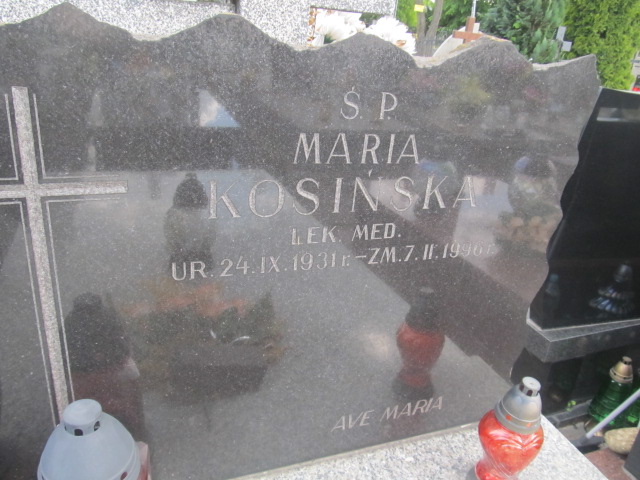 Ś. P.
MARIA
KOSIŃSKA
LEK. MED.
UR. 24. IX. 1931 r. – ZM. 7. II. 1996 r.
AVE MARIA